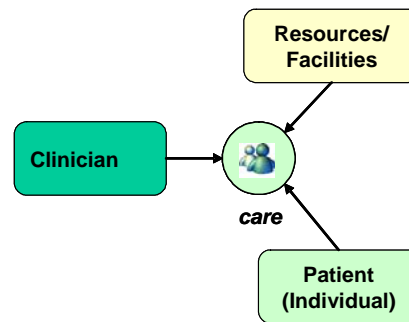 Resources/
Facilities
Clinician
care
Patient
(Individual)